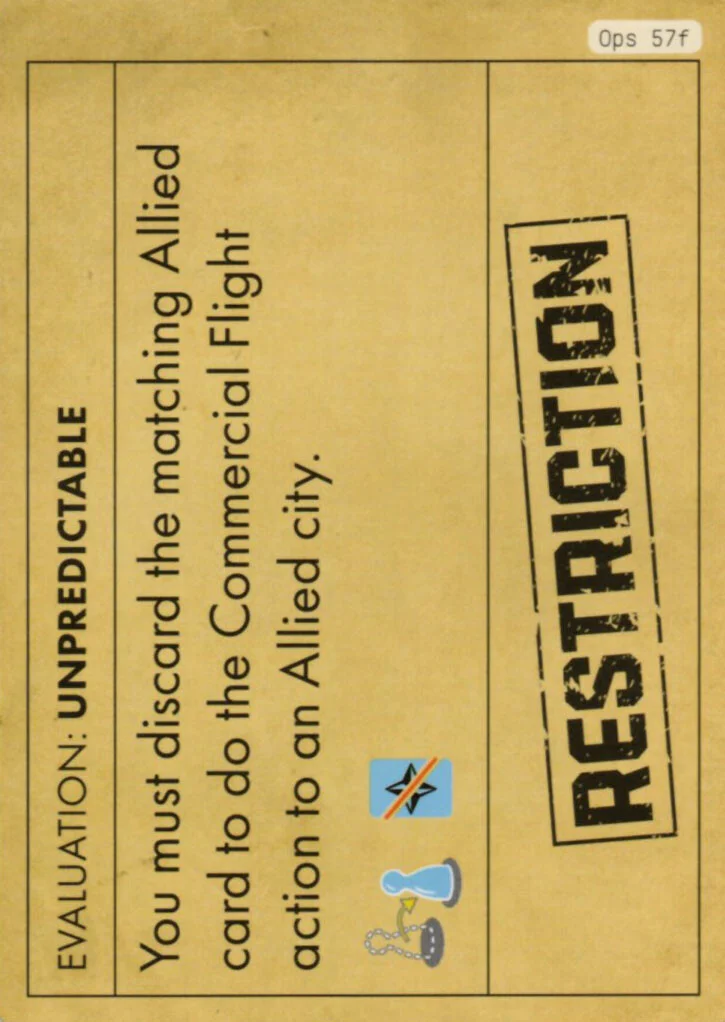 Ops 57f
EVALUATION: UNPREDICTABLE
You must discard the matching Allied
card to do the Commercial Flight
action to an Allied city.
RESTRICTION